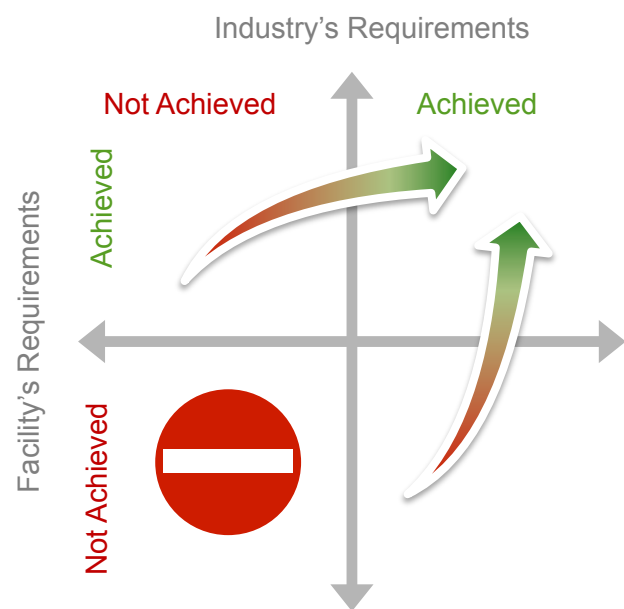 Industry’s Requirements
Not Achieved
Achieved
Achieved
Facility’s Requirements
Not Achieved